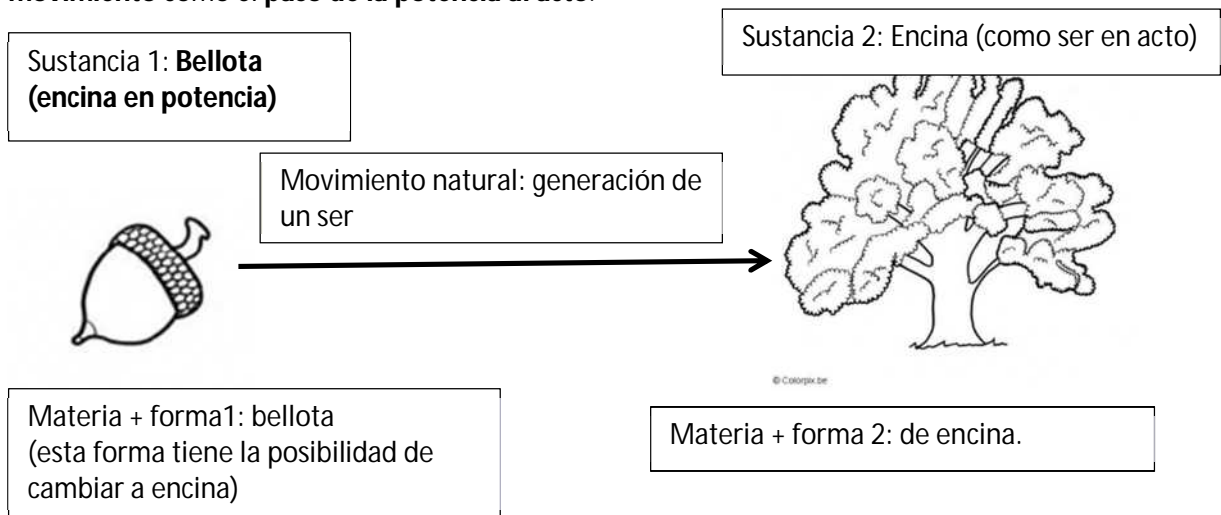 movimiento como el paso de la potencia al acto.
Sustancia 1: Bellota
(encina en potencia)
Sustancia 2: Encina (como ser en acto)
Movimiento natural: generación de
un ser
© Colorpix.be
Materia + forma1: bellota
(esta forma tiene la posibilidad de
cambiar a encina)
Materia + forma 2: de encina.